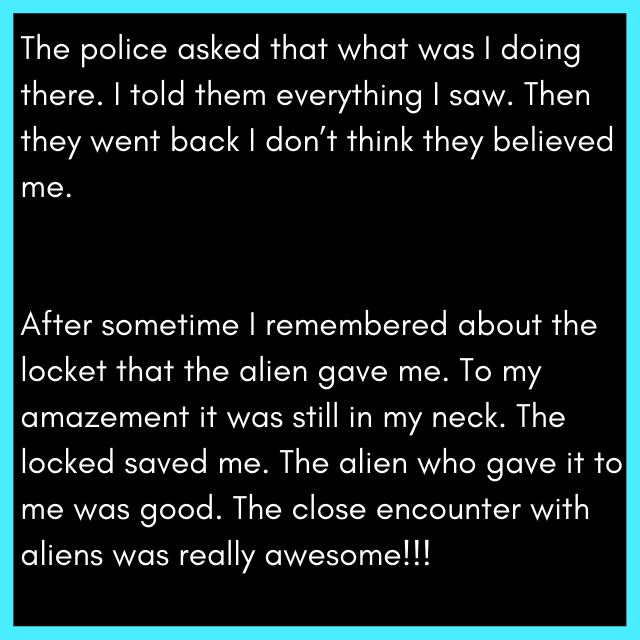 The police asked that what was I doing
there. I told them everything I saw. Then
they went back I don't think they believed
me.
After sometime I remembered about the
locket that the alien gave me. To my
amazement it was still in my neck. The
locked saved me. The alien who gave it to
me was good. The close encounter with
aliens was really awesome!!!